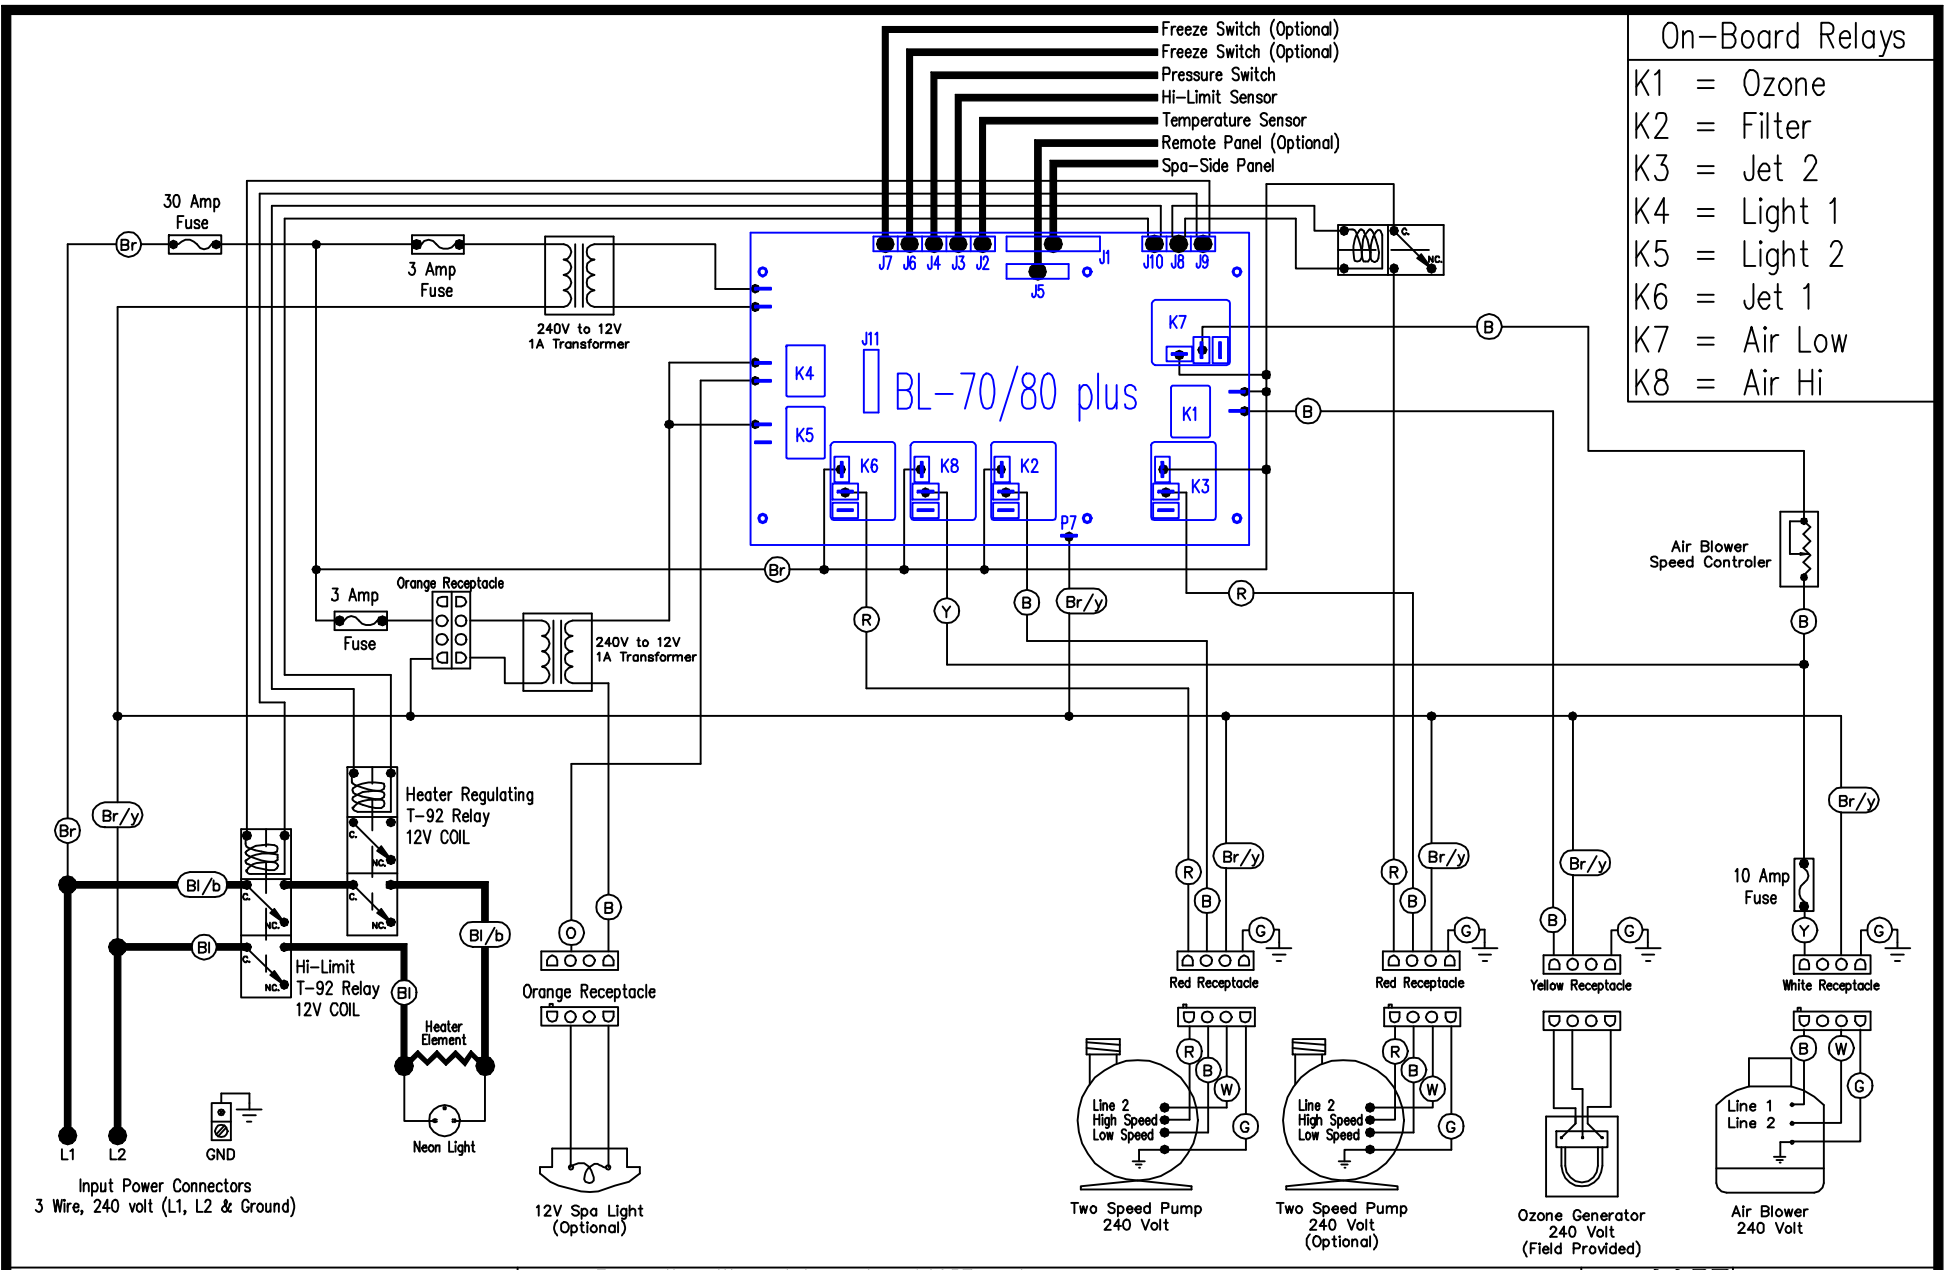 Freeze Switch (Optional)
Freeze Switch (Optional)
Pressure Switch
Hi-Limit Sensor
Temperature Sensor
Remote Panel (Optional)
Spa-Side Panel
On-Board Relays
K1 = Ozone
K2 = Filter
K3 = Jet 2
K4 = Light 1
K5 = Light 2
K6 = Jet 1
K7 = Air Low
K8 = Air Hi
30 Amp
Fuse
Br
3 Amp
Fuse
240V to 12V
1A Transformer
J7 J6 J4 J3 J2
J1
J5
J10 J8 J9
C.
NC.
K7
B
J11
K4
BL-70/80 plus
K1
B
K5
K6
K8
K2
K3
P7
Air Blower
Speed Controler
Br
Orange Receptacle
3 Amp
Fuse
240V to 12V
1A Transformer
R
Y
B
Br/y
R
B
Heater Regulating
T-92 Relay
12V COIL
C.
NC.
Br
Br/y
Br/y
Bl/b
C.
NC.
C.
NC.
Bl
C.
NC.
Bl/b
Hi-Limit
T-92 Relay
12V COIL
Bl
Heater
Element
Neon Light
L1
L2
GND
Input Power Connectors
3 Wire, 240 volt (L1, L2 & Ground)
O
B
Orange Receptacle
12V Spa Light
(Optional)
R
B
Br/y
G
Red Receptacle
R
B
W
G
Line 2
High Speed
Low Speed
Two Speed Pump
240 Volt
R
B
Br/y
G
Red Receptacle
R
B
W
G
Line 2
High Speed
Low Speed
Two Speed Pump
240 Volt
(Optional)
Br/y
B
G
Yellow Receptacle
Ozone Generator
240 Volt
(Field Provided)
10 Amp
Fuse
Y
G
White Receptacle
B
W
G
Line 1
Line 2
Air Blower
240 Volt